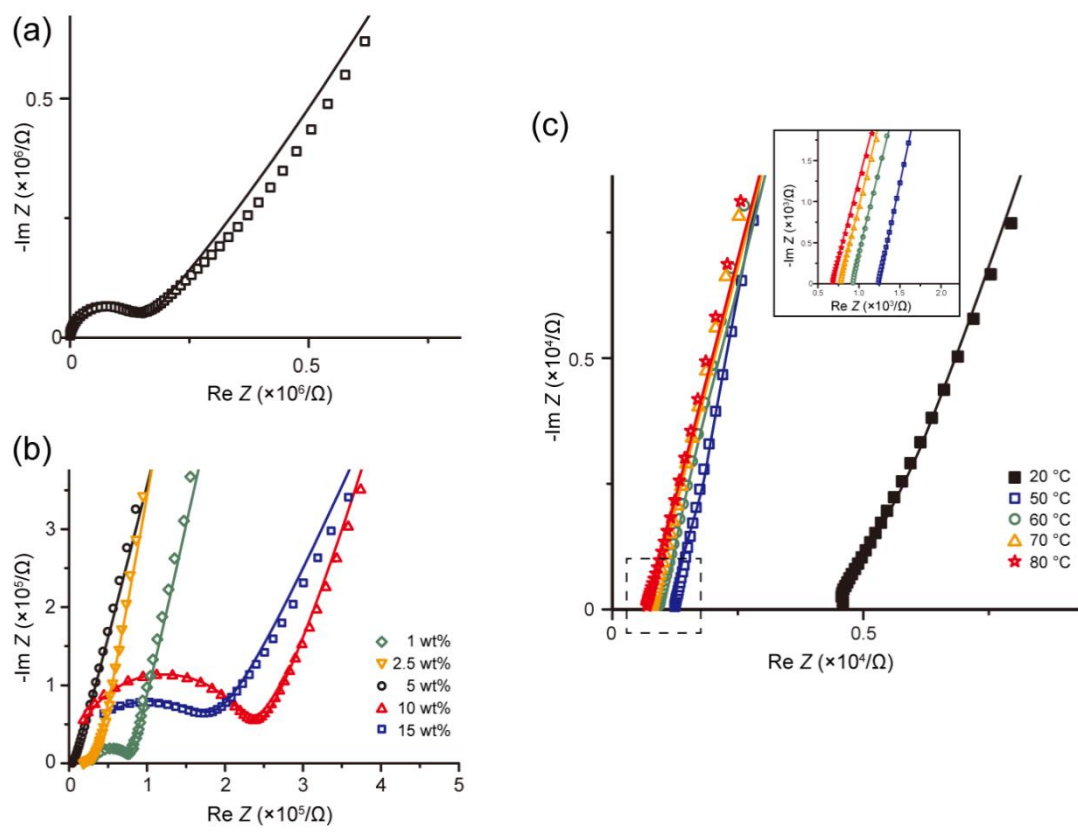 (a)
0.5
0
-Im Z (×10⁶/Ω)
0
0.5
Re Z (×10⁶/Ω)
(b)
3
2
1
0
-Im Z (×10⁵/Ω)
1 wt%
2.5 wt%
5 wt%
10 wt%
15 wt%
0
1
2
3
4
5
Re Z (×10⁵/Ω)
(c)
0.5
0
-Im Z (×10⁴/Ω)
1.5
1.0
0.5
0
-Im Z (×10³/Ω)
0.5
1.0
1.5
2.0
Re Z (×10³/Ω)
20 °C
50 °C
60 °C
70 °C
80 °C
0
0.5
Re Z (×10⁴/Ω)